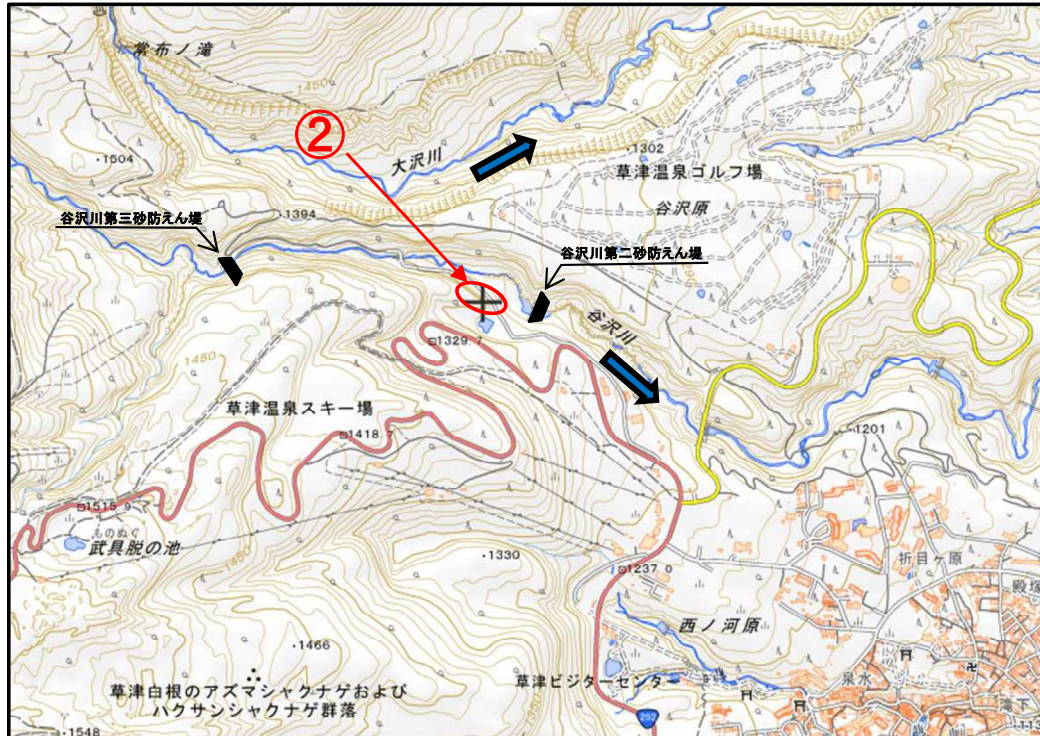 常布ノ滝
1450
②
大沢川
1302
草津温泉ゴルフ場
1504
谷沢原
1394
谷沢川第三砂防えん堤
谷沢川第二砂防えん堤
谷沢川
1329.7
1450
草津温泉スキー場
1418.7
1201
1515.9
ものぬぐ
武具脱の池
1330
折目ヶ原
1237.0
殿塚
西ノ河原
1466
草津白根のアズマシャクナゲおよび
ハクサンシャクナゲ群落
草津ビジターセンター
泉水
滝下
292
1548